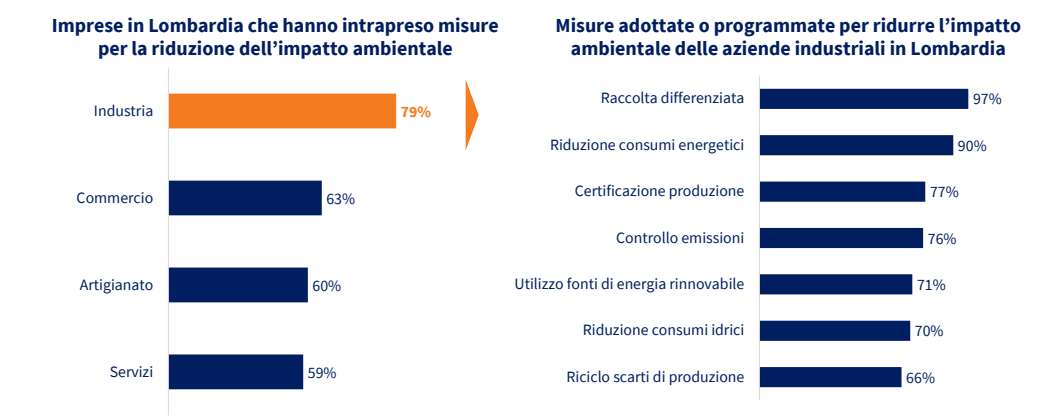 Imprese in Lombardia che hanno intrapreso misure
per la riduzione dell'impatto ambientale
Industria
79%
Commercio
63%
Artigianato
60%
Servizi
59%
Misure adottate o programmate per ridurre l'impatto
ambientale delle aziende industriali in Lombardia
Raccolta differenziata
97%
Riduzione consumi energetici
90%
Certificazione produzione
77%
Controllo emissioni
76%
Utilizzo fonti di energia rinnovabile
71%
Riduzione consumi idrici
70%
Riciclo scarti di produzione
66%